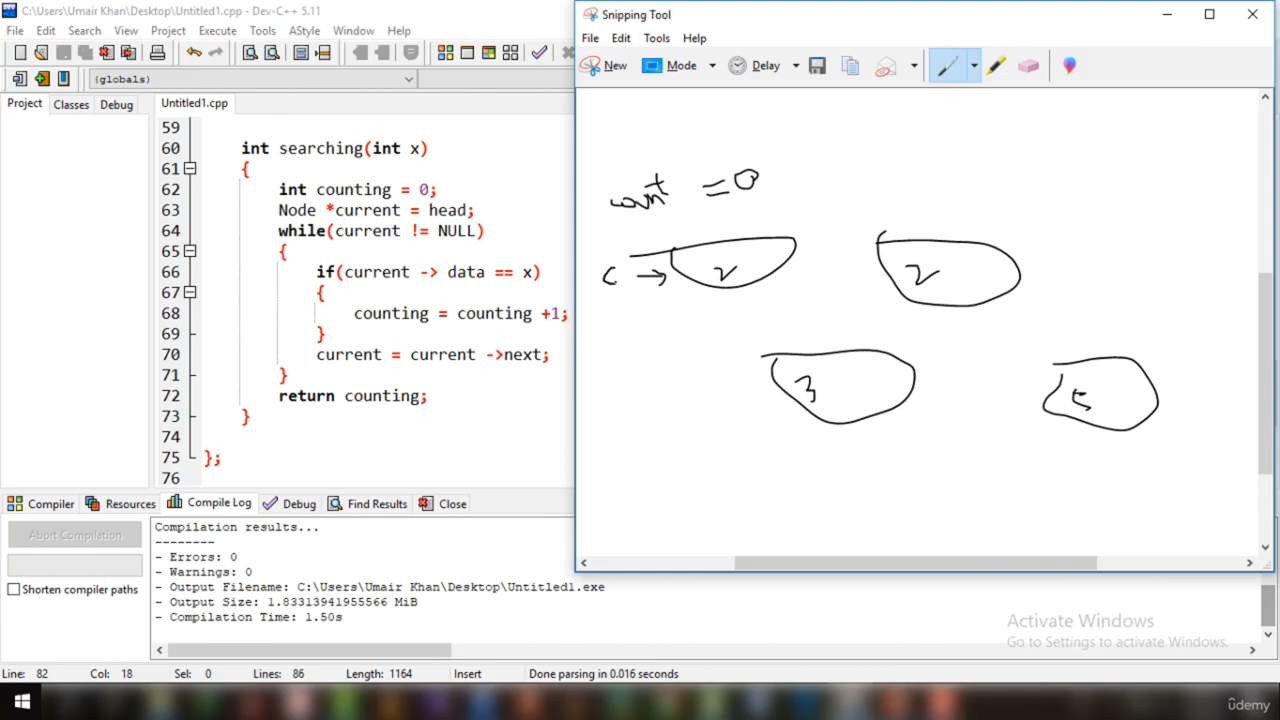 C:\Users\Umair Khan\Desktop\Untitled1.cpp - Dev-C++ 5.11
File Edit Search View Project Execute Tools AStyle Window Help
(globals)
Project Classes Debug
Untitled1.cpp
59
60 int searching(int x)
61 {
62 int counting = 0;
63 Node *current = head;
64 while(current != NULL)
65 {
66 if(current -> data == x)
67 {
68 counting = counting +1;
69 }
70 current = current ->next;
71 }
72 return counting;
73 }
74
75 };
76
Snipping Tool
File Edit Tools Help
New Mode Delay
count = 0
C → 2 2
3 5
Compiler Resources Compile Log Debug Find Results Close
Abort Compilation
Shorten compiler paths
Compilation results...
--------
- Errors: 0
- Warnings: 0
- Output Filename: C:\Users\Umair Khan\Desktop\Untitled1.exe
- Output Size: 1.83313941955566 MiB
- Compilation Time: 1.50s
Activate Windows
Go to Settings to activate Windows.
Line: 82 Col: 18 Sel: 0 Lines: 86 Length: 1164 Insert Done parsing in 0.016 seconds
ûdemy